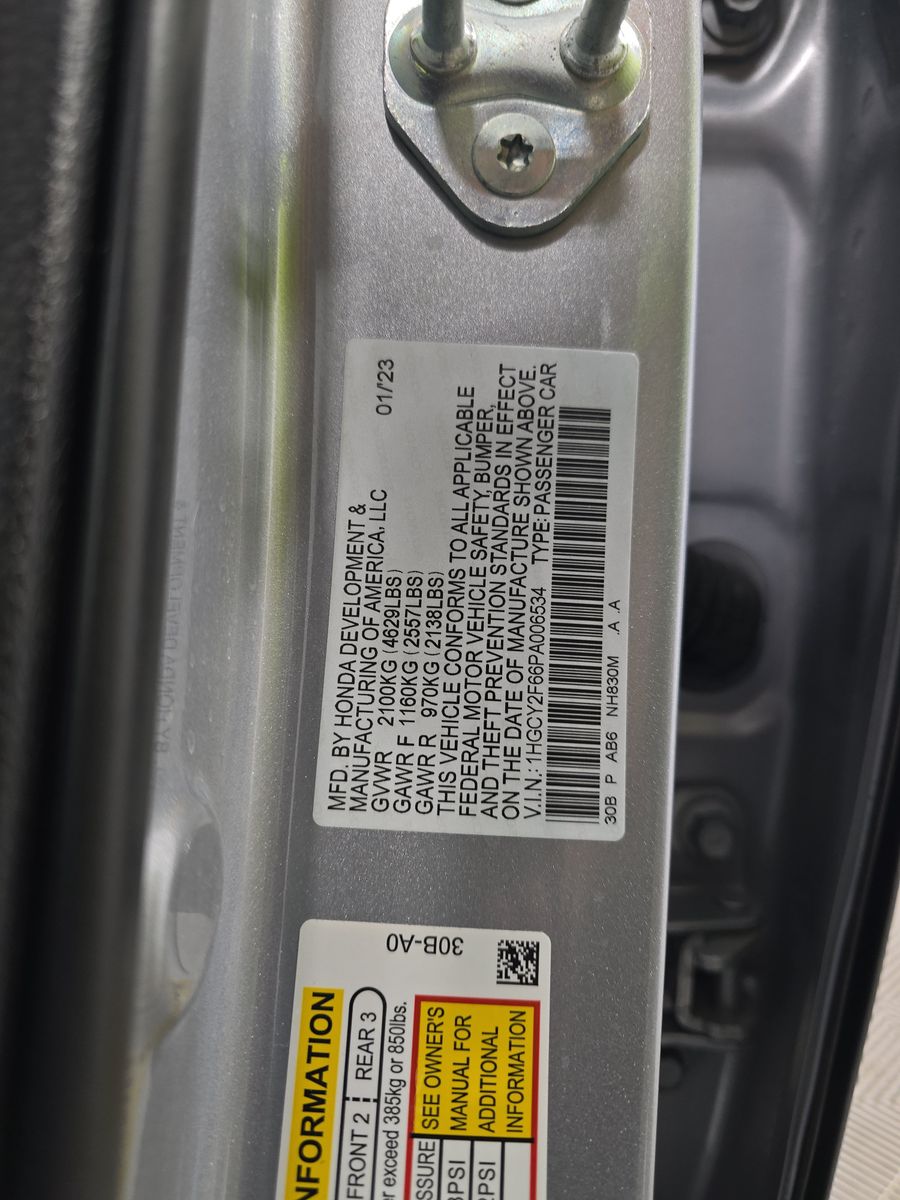 MFD. BY HONDA DEVELOPMENT &
MANUFACTURING OF AMERICA, LLC 01/'23
GVWR 2100KG (4629LBS)
GAWR F 1160KG (2557LBS)
GAWR R 970KG (2138LBS)
THIS VEHICLE CONFORMS TO ALL APPLICABLE
FEDERAL MOTOR VEHICLE SAFETY, BUMPER,
AND THEFT PREVENTION STANDARDS IN EFFECT
ON THE DATE OF MANUFACTURE SHOWN ABOVE.
V.I.N.: 1HGCY2F66PA006534 TYPE:PASSENGER CAR
30B P AB6 NH830M .A .A
30B-A0
FRONT 2 REAR 3
exceed 385kg or 850lbs.
SEE OWNER'S
MANUAL FOR
ADDITIONAL
INFORMATION
PSI
PSI